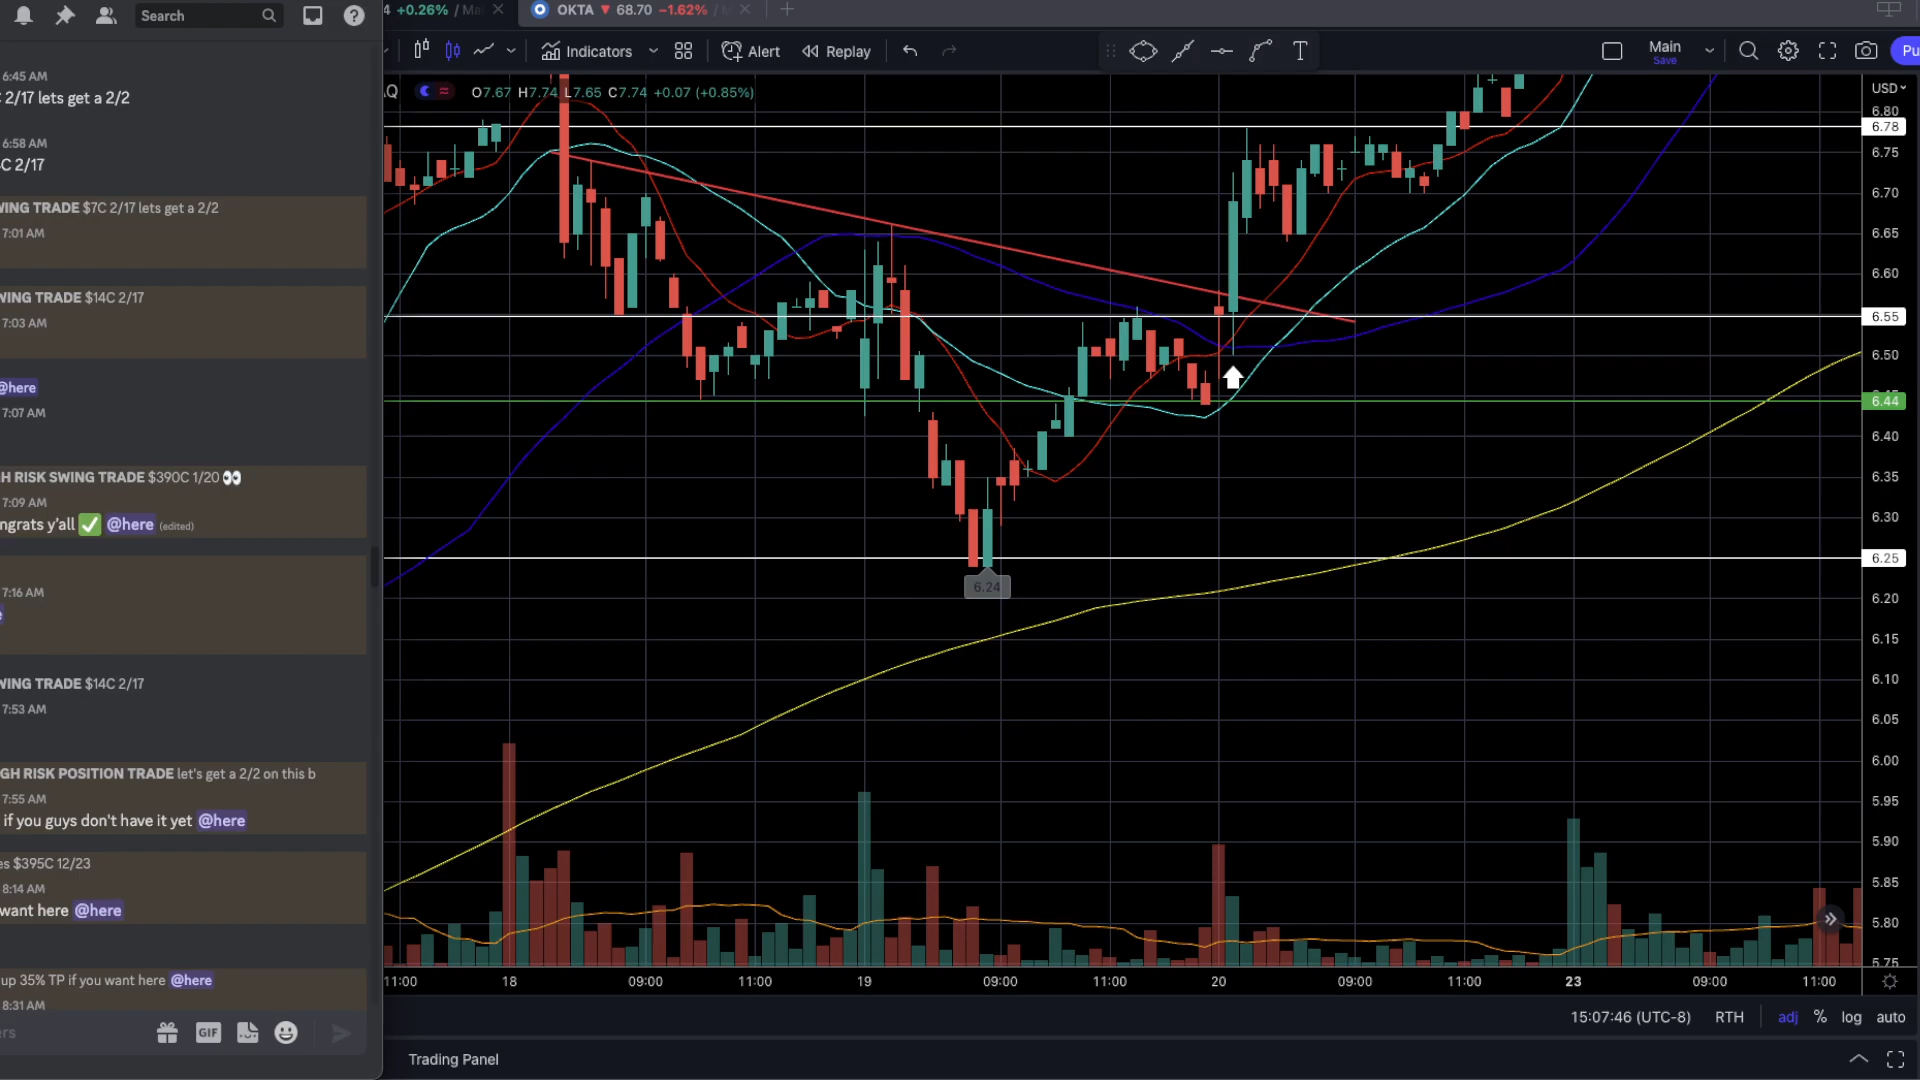 Search
4 +0.26% / Ma
OKTA ▼ 68.70 −1.62% /
Indicators
Alert
Replay
Main
Save
Pu
Q
O7.67 H7.74 L7.65 C7.74 +0.07 (+0.85%)
USD
6:45 AM
2/17 lets get a 2/2
6:58 AM
C 2/17
WING TRADE $7C 2/17 lets get a 2/2
7:01 AM
WING TRADE $14C 2/17
7:03 AM
@here
7:07 AM
H RISK SWING TRADE $390C 1/20 👀
7:09 AM
ngrats y'all ✅ @here (edited)
7:16 AM
WING TRADE $14C 2/17
7:53 AM
GH RISK POSITION TRADE let's get a 2/2 on this b
7:55 AM
if you guys don't have it yet @here
es $395C 12/23
8:14 AM
want here @here
up 35% TP if you want here @here
8:31 AM
ers
GIF
6.80
6.78
6.75
6.70
6.65
6.60
6.55
6.50
6.45
6.44
6.40
6.35
6.30
6.25
6.24
6.20
6.15
6.10
6.05
6.00
5.95
5.90
5.85
5.80
5.75
11:00 18 09:00 11:00 19 09:00 11:00 20 09:00 11:00 23 09:00 11:00
15:07:46 (UTC-8) RTH adj % log auto
Trading Panel